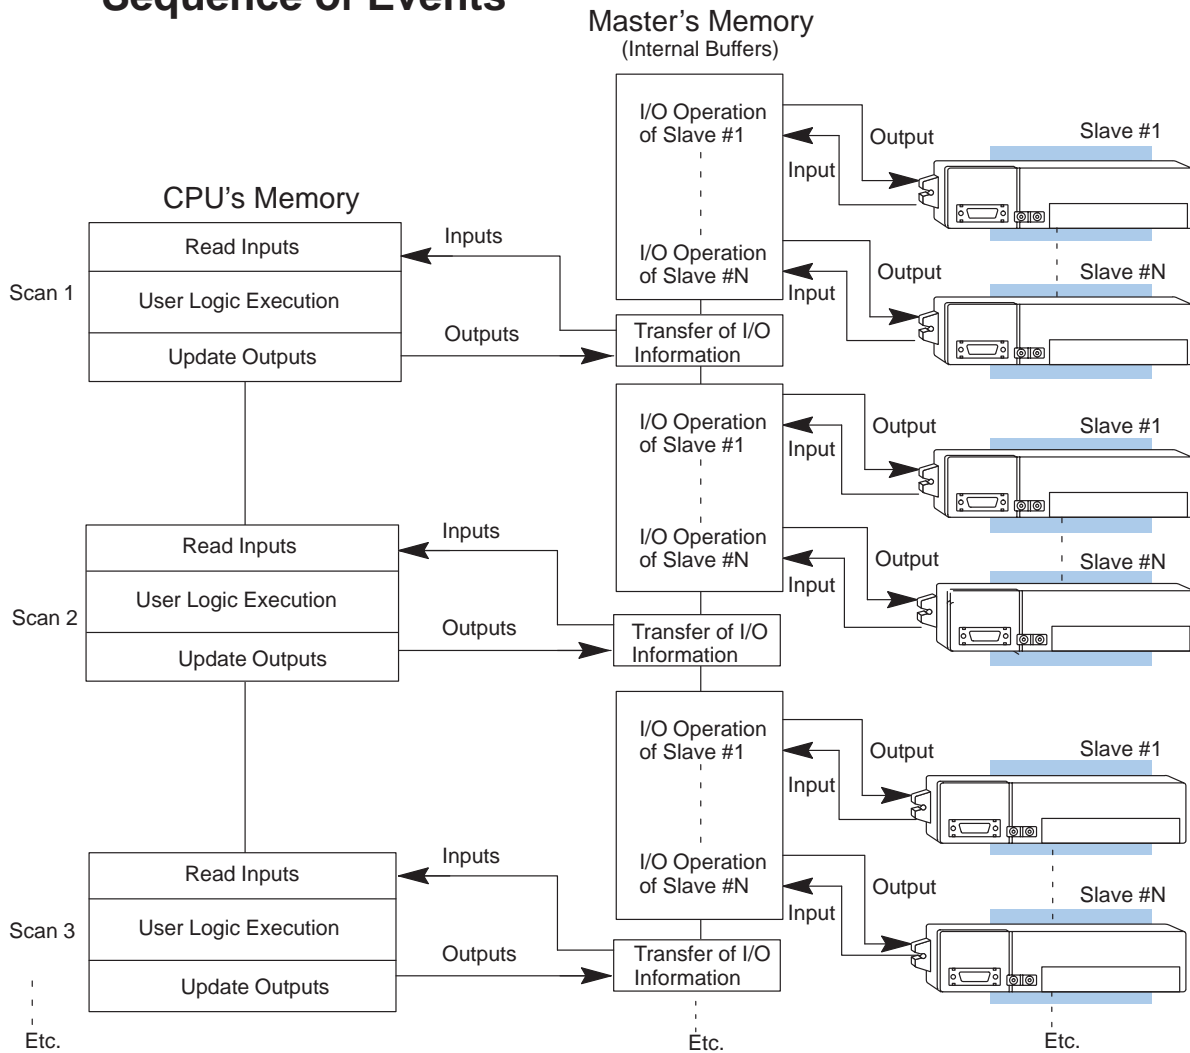 Sequence of Events
Master's Memory
(Internal Buffers)
I/O Operation
of Slave #1
Output
Input
Slave #1
CPU's Memory
Read Inputs
Inputs
I/O Operation
of Slave #N
Output
Input
Slave #N
Scan 1
User Logic Execution
Update Outputs
Outputs
Transfer of I/O
Information
I/O Operation
of Slave #1
Output
Input
Slave #1
Read Inputs
Inputs
I/O Operation
of Slave #N
Output
Input
Slave #N
Scan 2
User Logic Execution
Update Outputs
Outputs
Transfer of I/O
Information
I/O Operation
of Slave #1
Output
Input
Slave #1
Read Inputs
Inputs
I/O Operation
of Slave #N
Output
Input
Slave #N
Scan 3
User Logic Execution
Update Outputs
Outputs
Transfer of I/O
Information
Etc.
Etc.
Etc.